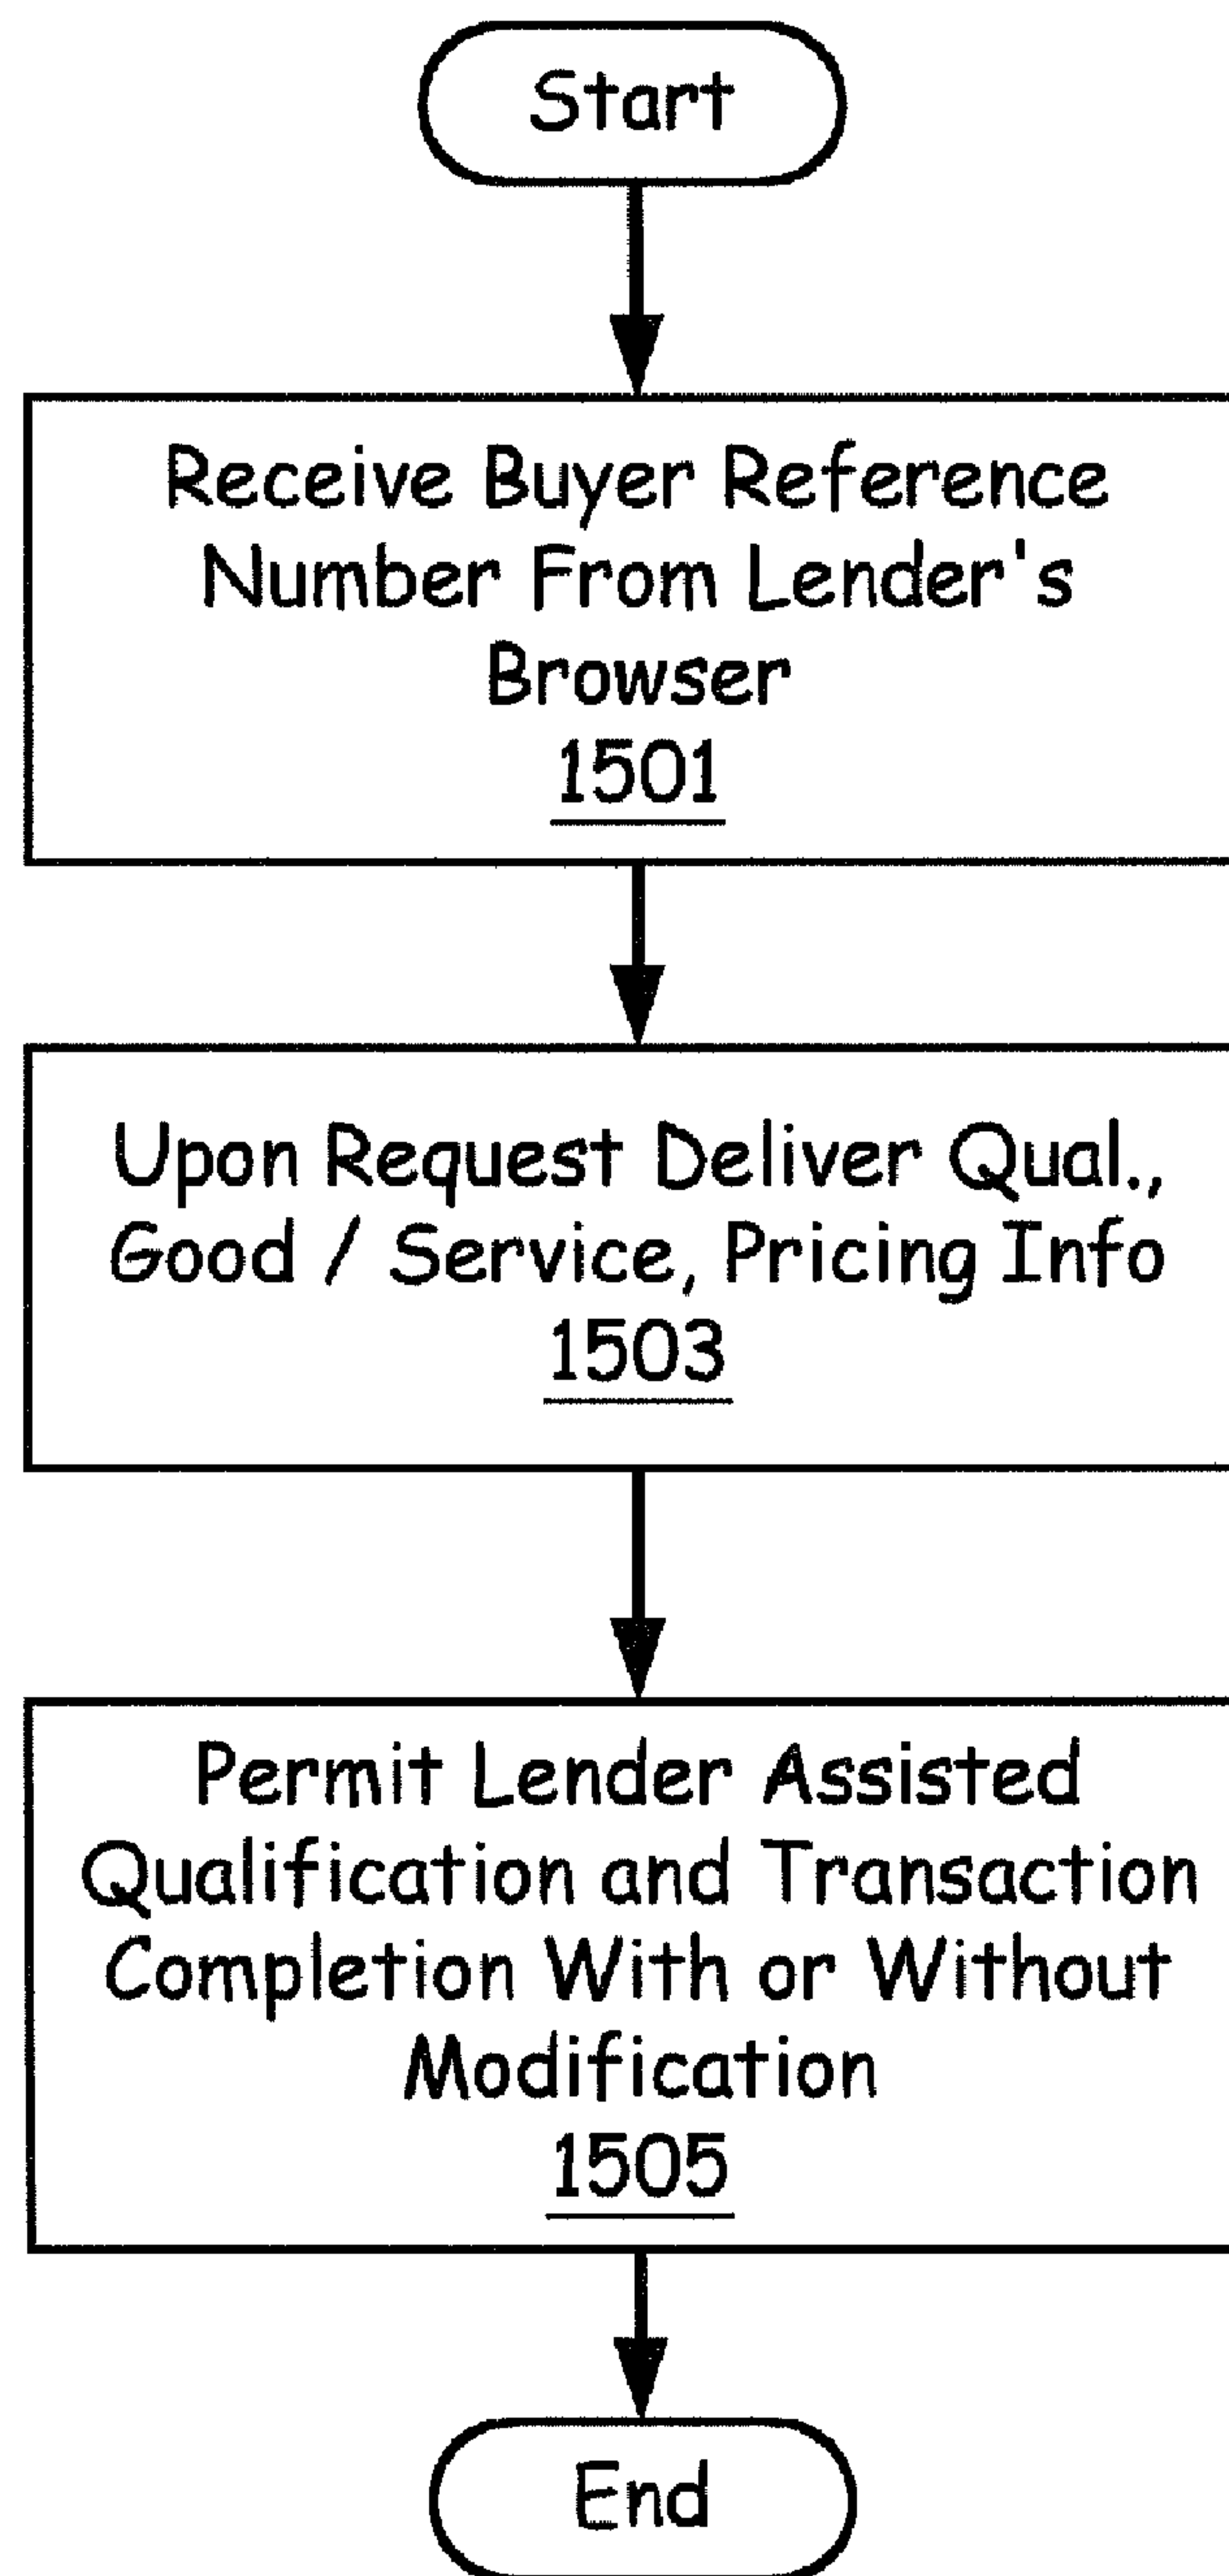 Start
Receive Buyer Reference
Number From Lender's
Browser
1501
Upon Request Deliver Qual.,
Good / Service, Pricing Info
1503
Permit Lender Assisted
Qualification and Transaction
Completion With or Without
Modification
1505
End